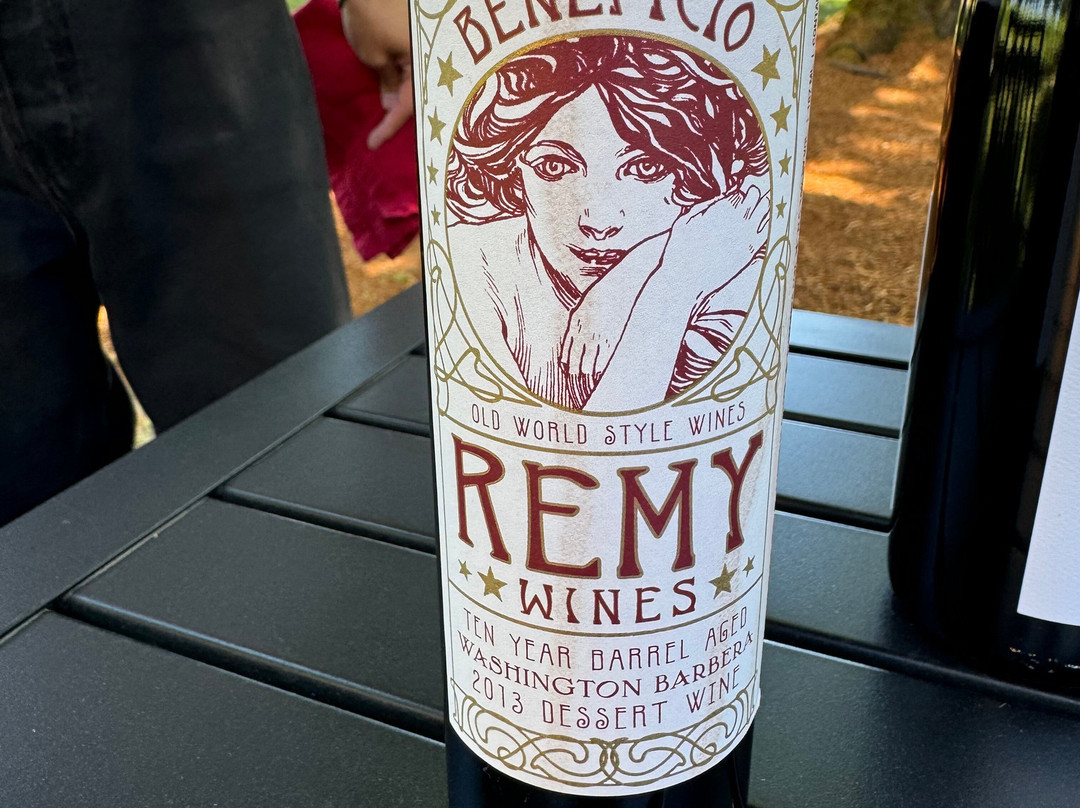 BENEFICIO
OLD WORLD STYLE WINES
REMY
WINES
TEN YEAR BARREL AGED
WASHINGTON BARBERA
2013 DESSERT WINE